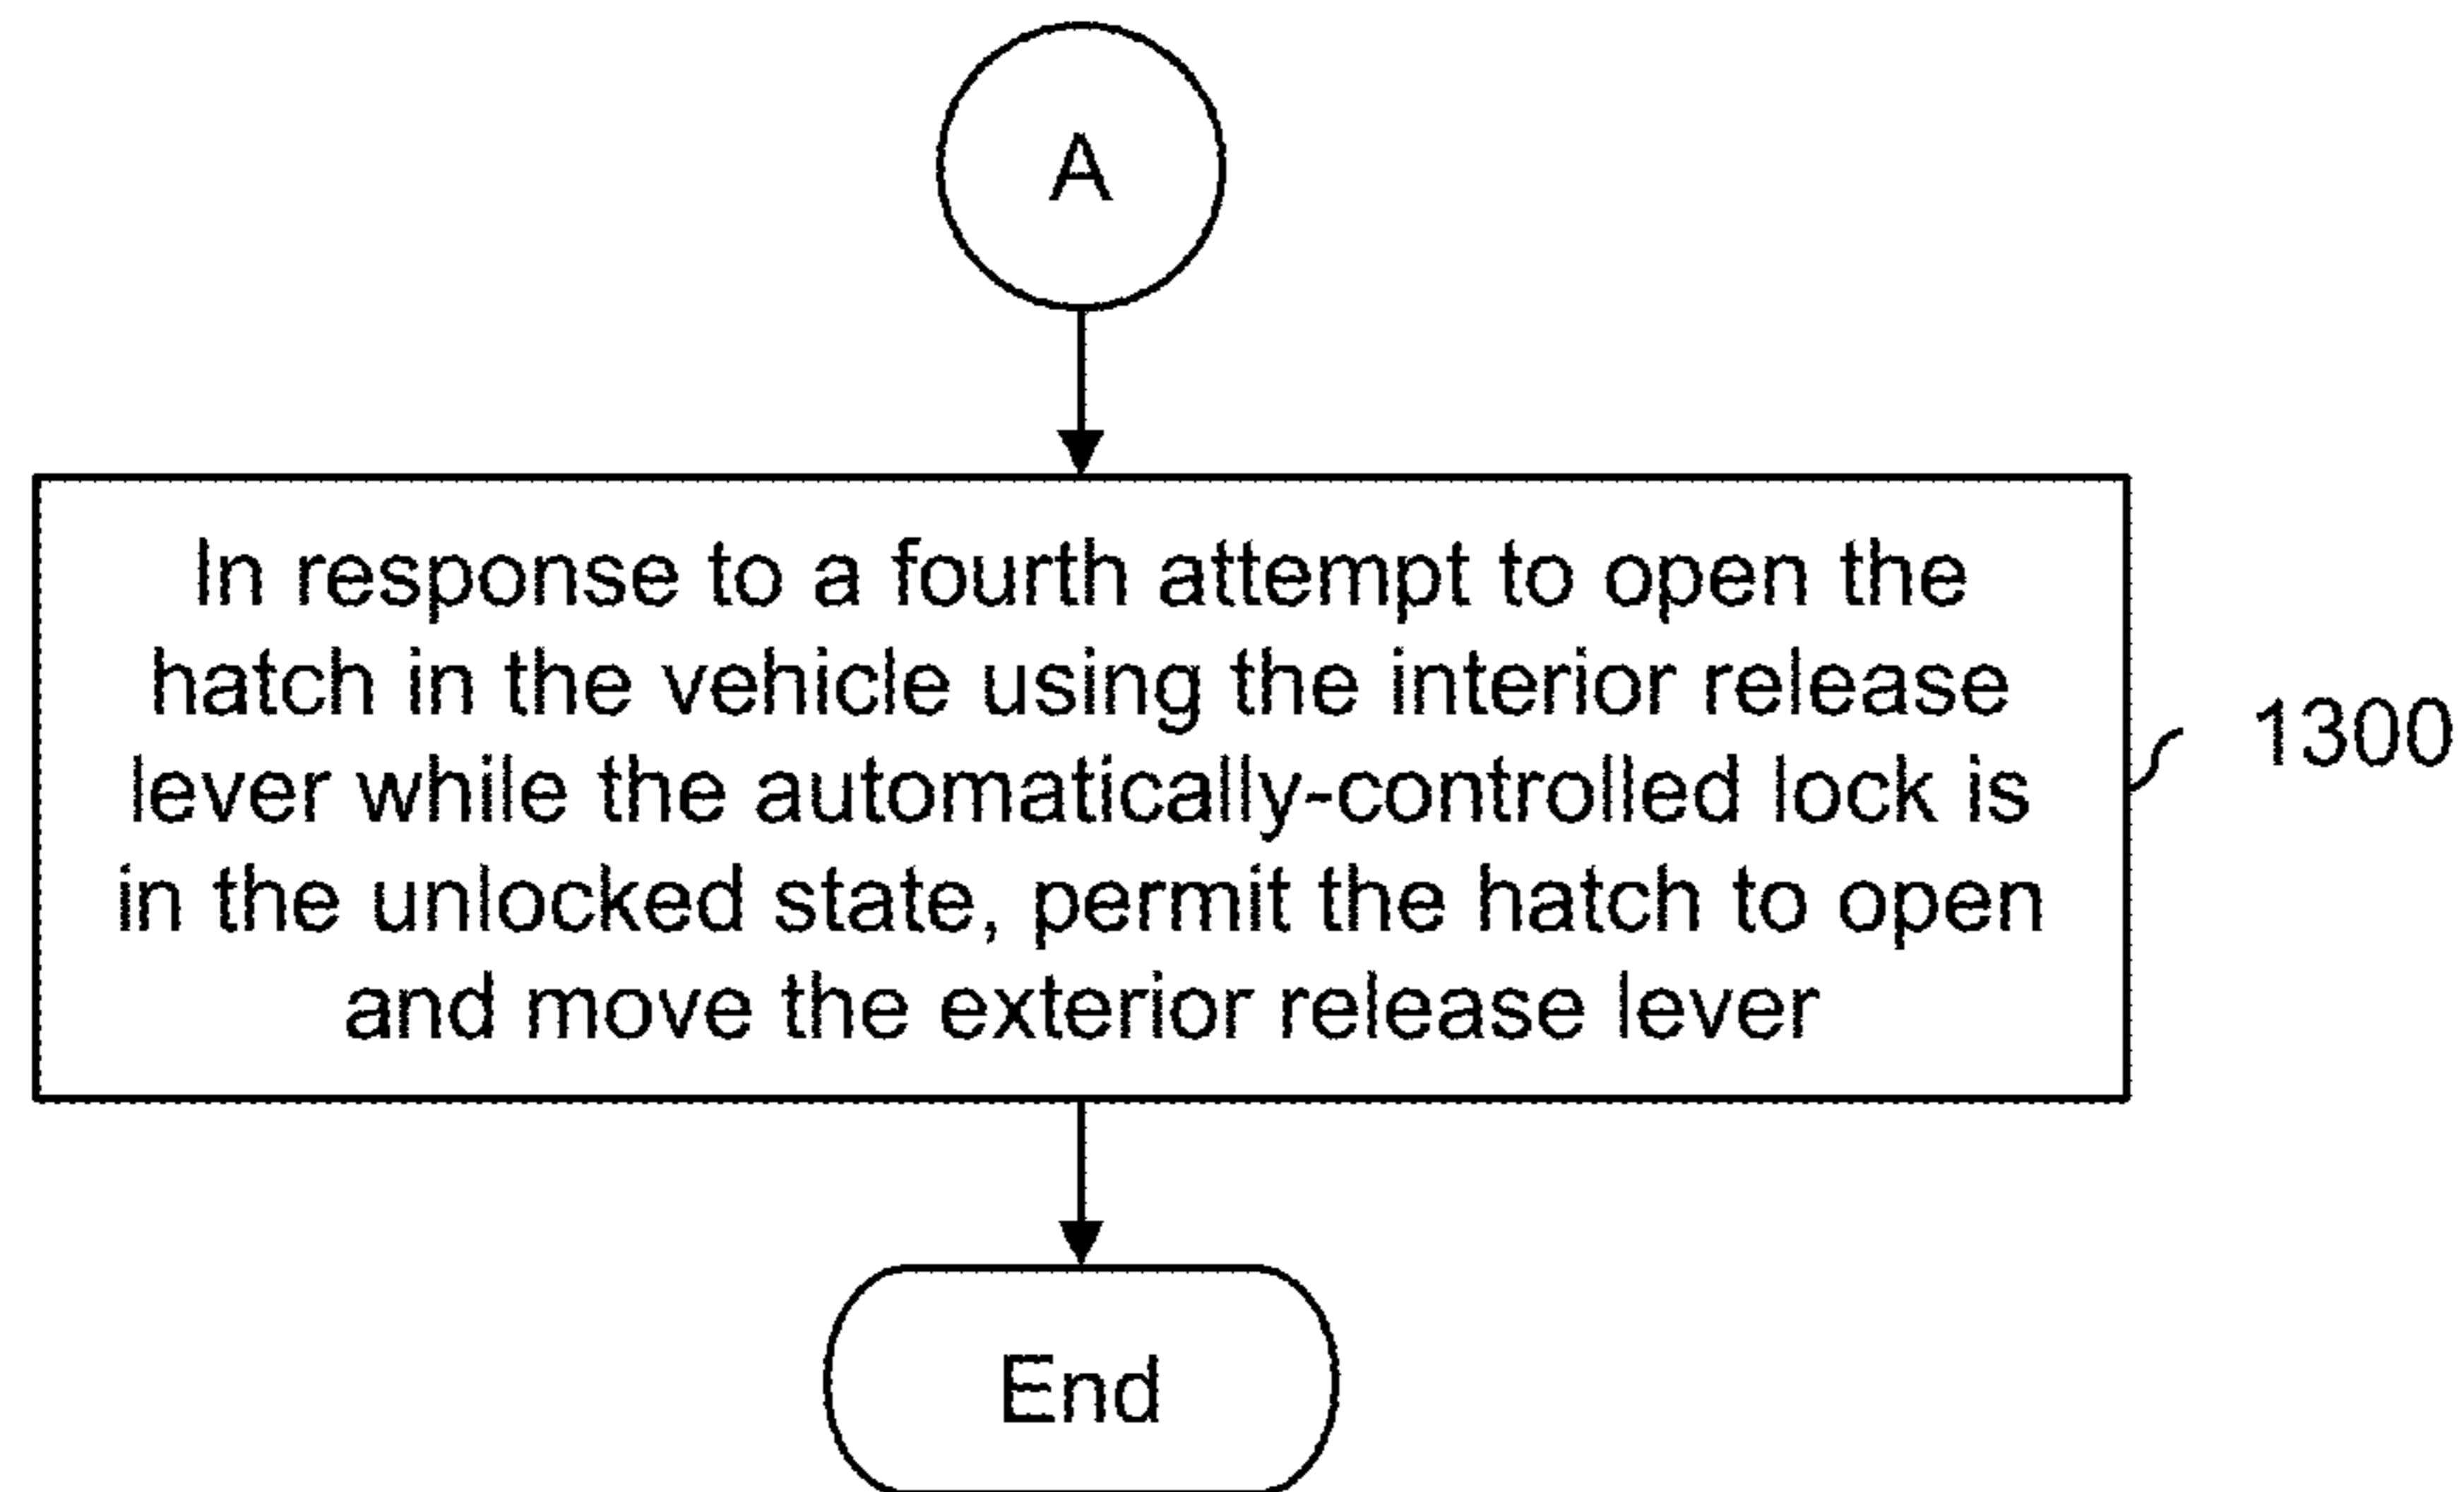 A
In response to a fourth attempt to open the
hatch in the vehicle using the interior release
lever while the automatically-controlled lock is
in the unlocked state, permit the hatch to open
and move the exterior release lever
1300
End